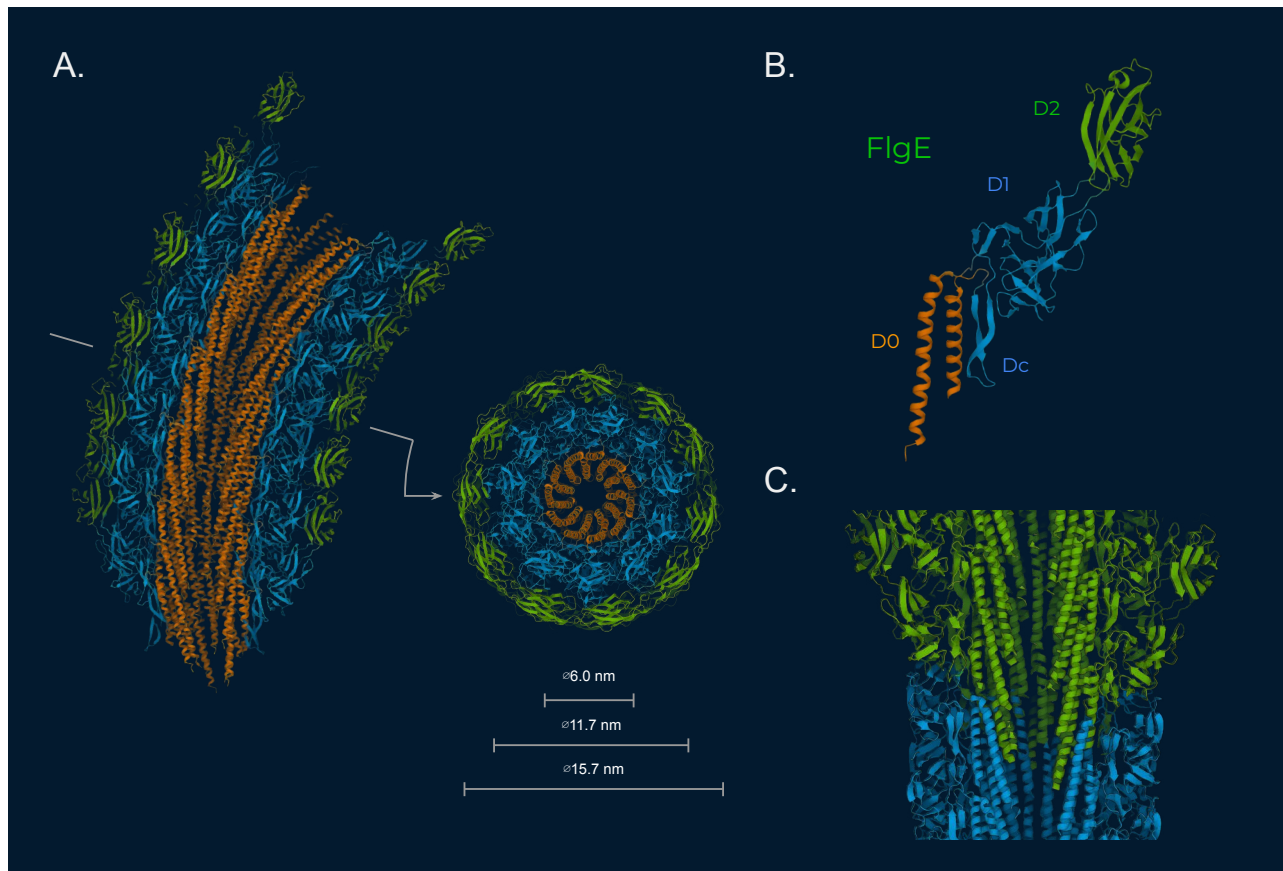 A.
B.
D2
FlgE
D1
D0
Dc
C.
⌀6.0 nm
⌀11.7 nm
⌀15.7 nm